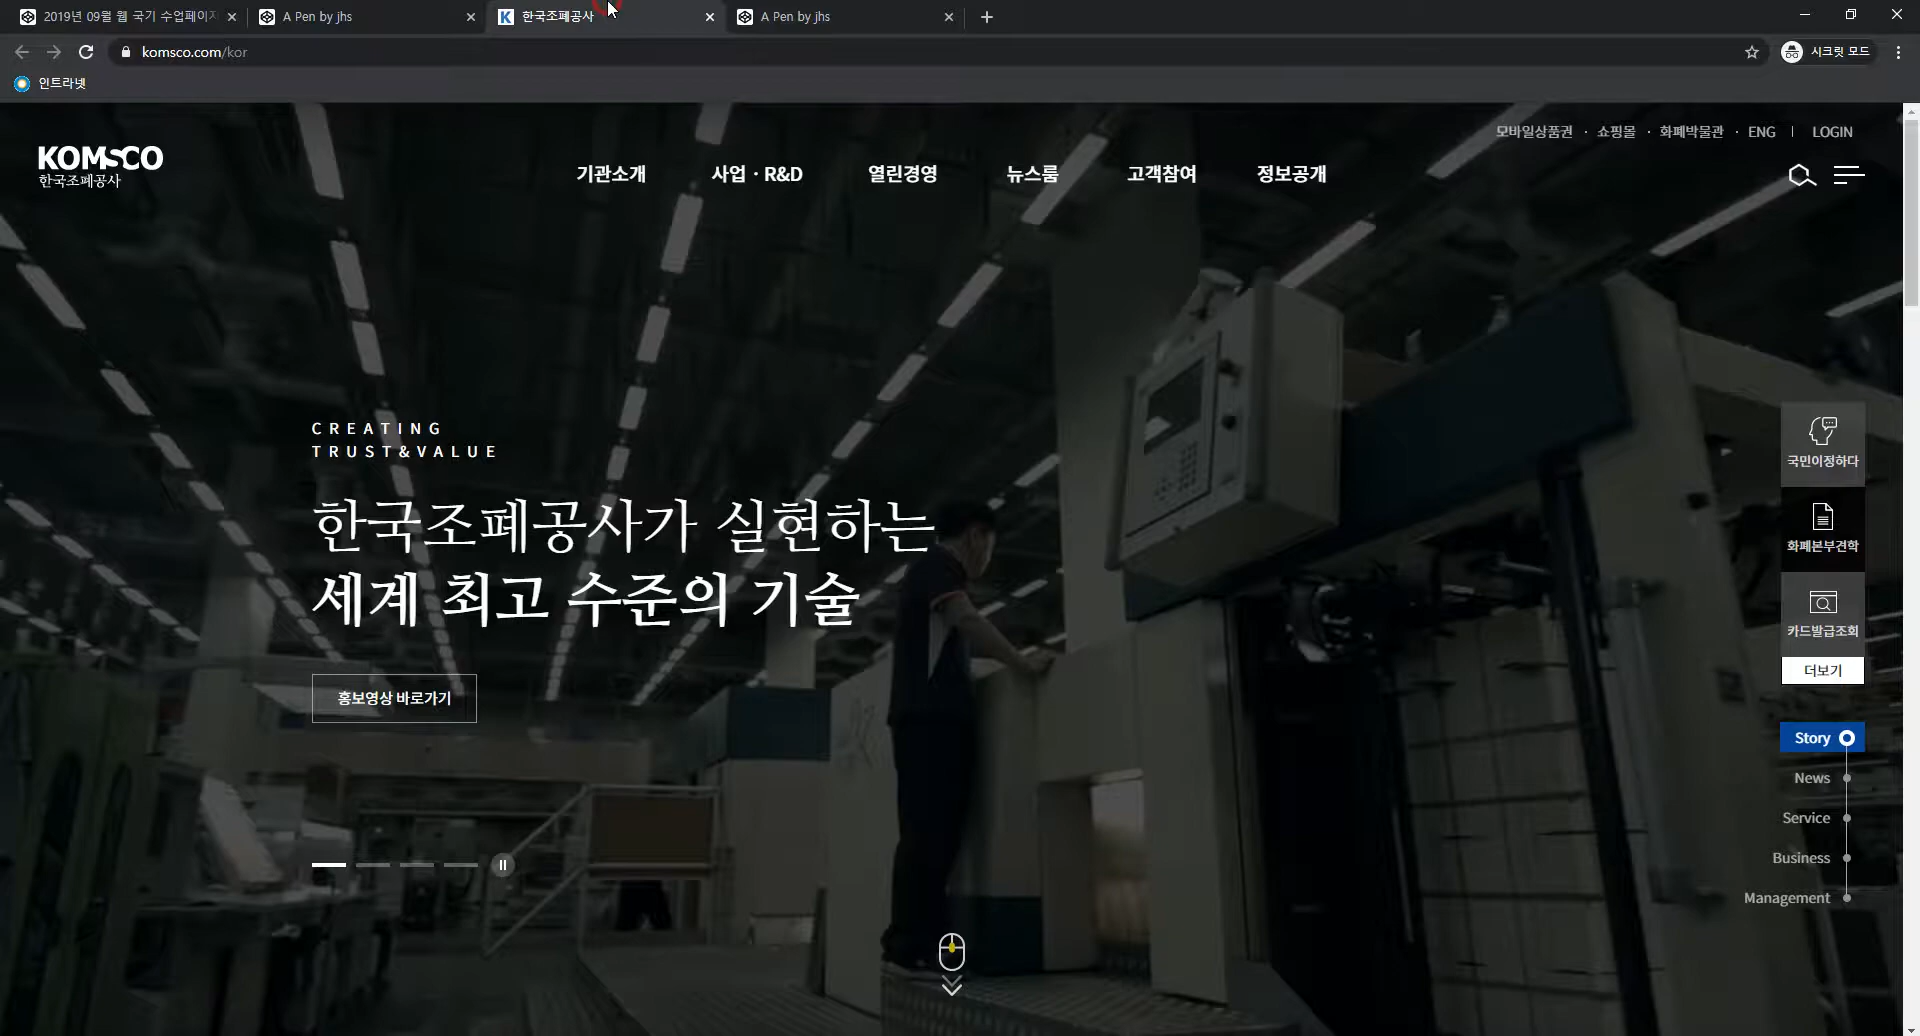 2019년 09월 웹 국기 수업페이지
A Pen by jhs
한국조폐공사
A Pen by jhs
komsco.com/kor
시크릿 모드
인트라넷
모바일상품권 · 쇼핑몰 · 화폐박물관 · ENG | LOGIN
KOMSCO
한국조폐공사
기관소개
사업 · R&D
열린경영
뉴스룸
고객참여
정보공개
CREATING
TRUST&VALUE
한국조폐공사가 실현하는
세계 최고 수준의 기술
홍보영상 바로가기
국민이정하다
화폐본부견학
카드발급조회
더보기
Story
News
Service
Business
Management